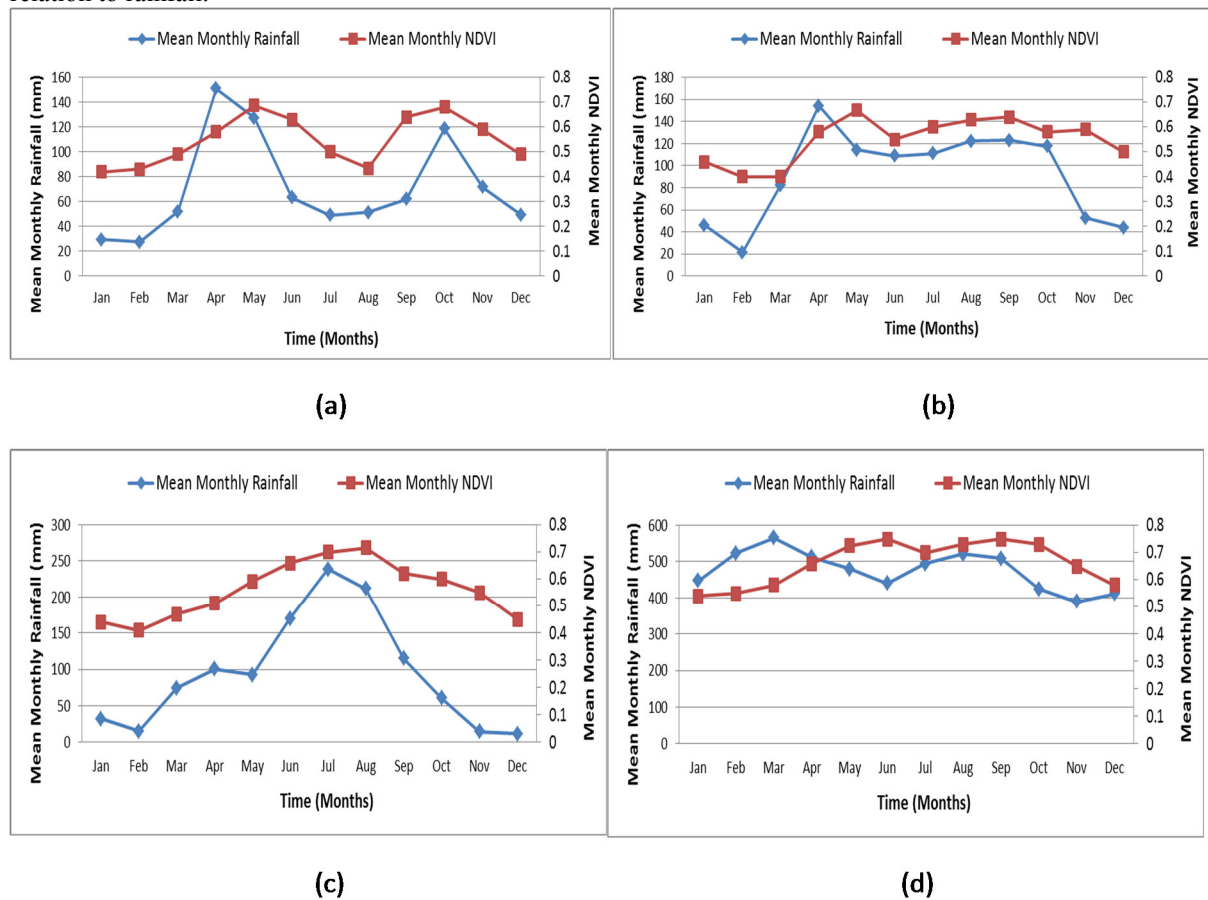 relation to rainfall.
Mean Monthly Rainfall Mean Monthly NDVI
Mean Monthly Rainfall (mm)
160
140
120
100
80
60
40
20
0
0.8
0.7
0.6
0.5
0.4
0.3
0.2
0.1
0
Mean Monthly NDVI
Jan Feb Mar Apr May Jun Jul Aug Sep Oct Nov Dec
Time (Months)
(a)
Mean Monthly Rainfall Mean Monthly NDVI
Mean Monthly Rainfall (mm)
180
160
140
120
100
80
60
40
20
0
0.8
0.7
0.6
0.5
0.4
0.3
0.2
0.1
0
Mean Monthly NDVI
Jan Feb Mar Apr May Jun Jul Aug Sep Oct Nov Dec
Time (Months)
(b)
Mean Monthly Rainfall Mean Monthly NDVI
Mean Monthly Rainfall (mm)
300
250
200
150
100
50
0
0.8
0.7
0.6
0.5
0.4
0.3
0.2
0.1
0
Mean Monthly NDVI
Jan Feb Mar Apr May Jun Jul Aug Sep Oct Nov Dec
Time (Months)
(c)
Mean Monthly Rainfall Mean Monthly NDVI
Mean Monthly Rainfall (mm)
600
500
400
300
200
100
0
0.8
0.7
0.6
0.5
0.4
0.3
0.2
0.1
0
Mean Monthly NDVI
Jan Feb Mar Apr May Jun Jul Aug Sep Oct Nov Dec
Time (Months)
(d)